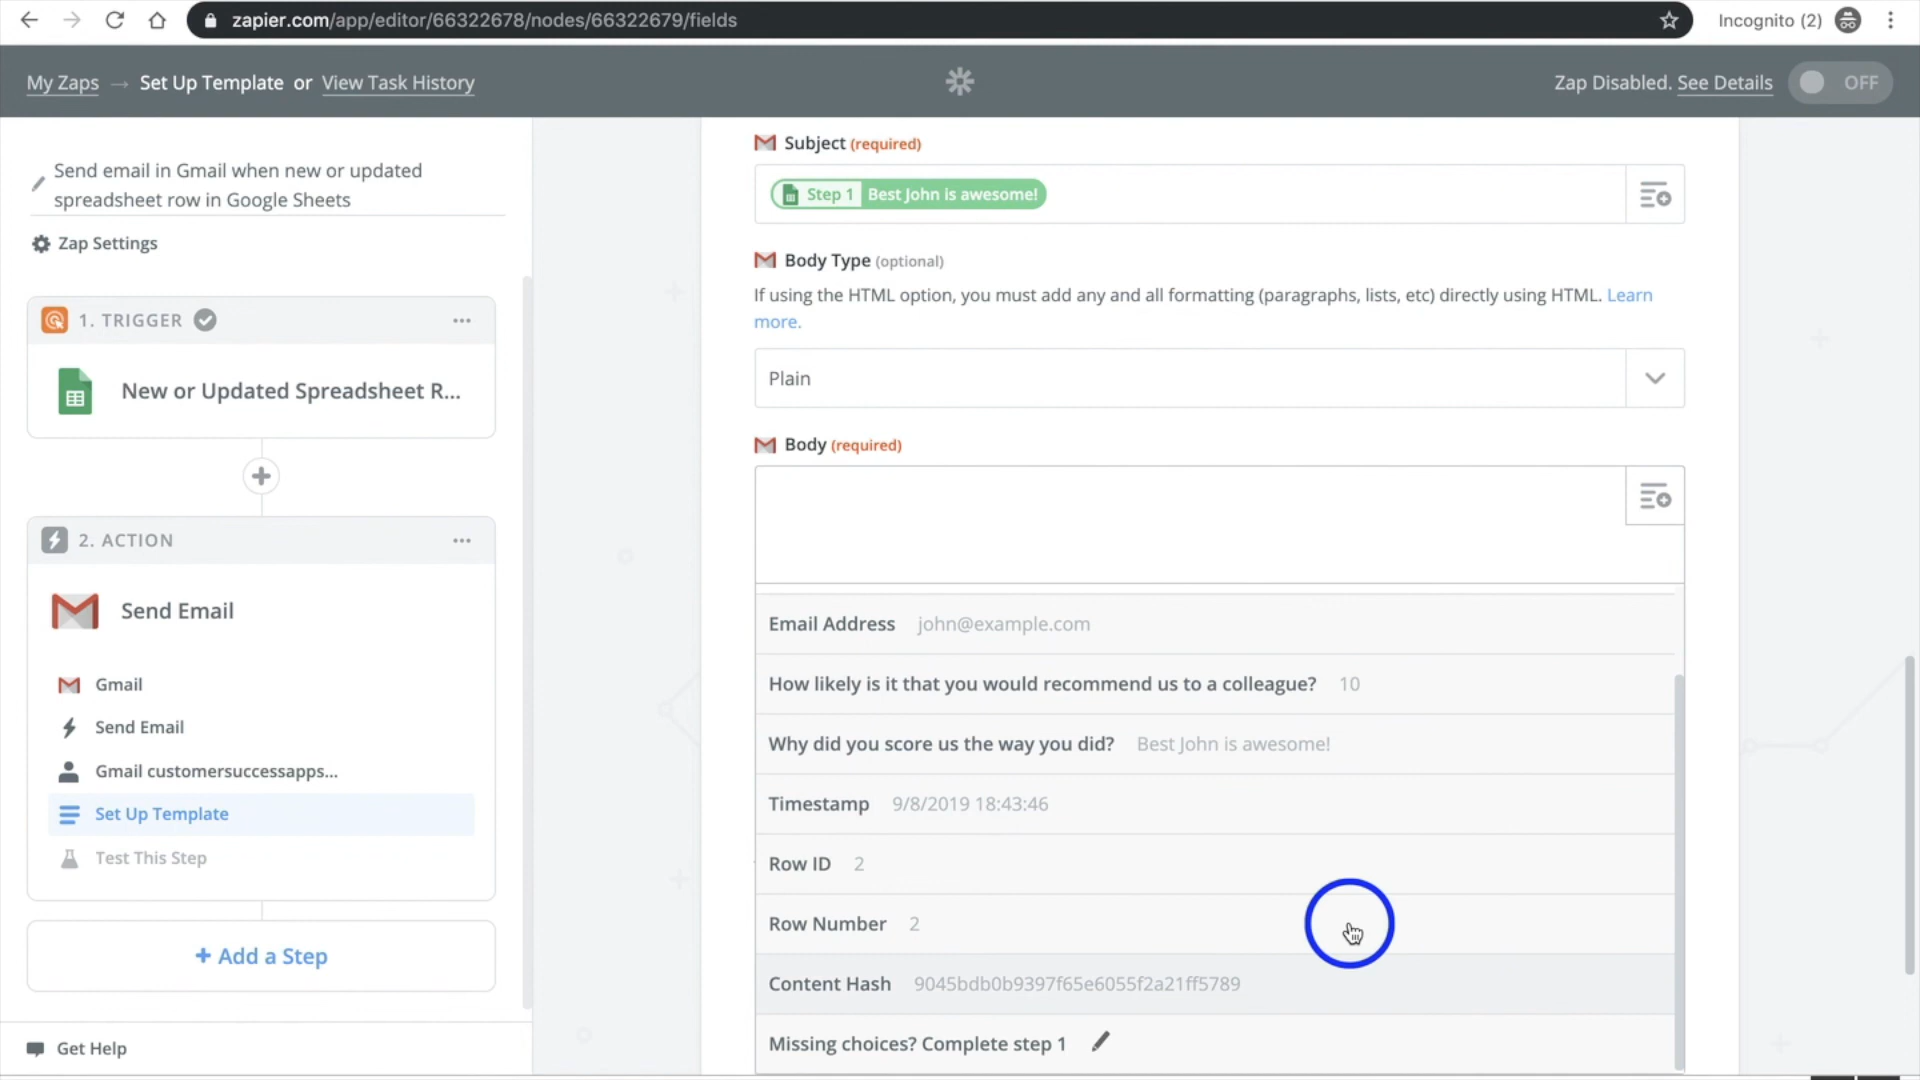 zapier.com/app/editor/66322678/nodes/66322679/fields
Incognito (2)
My Zaps → Set Up Template or View Task History
Zap Disabled. See Details OFF
Send email in Gmail when new or updated
spreadsheet row in Google Sheets
Zap Settings
1. TRIGGER
New or Updated Spreadsheet R...
2. ACTION
Send Email
Gmail
Send Email
Gmail customersuccessapps...
Set Up Template
Test This Step
+ Add a Step
Get Help
Subject (required)
Step 1 Best John is awesome!
Body Type (optional)
If using the HTML option, you must add any and all formatting (paragraphs, lists, etc) directly using HTML. Learn
more.
Plain
Body (required)
Email Address john@example.com
How likely is it that you would recommend us to a colleague? 10
Why did you score us the way you did? Best John is awesome!
Timestamp 9/8/2019 18:43:46
Row ID 2
Row Number 2
Content Hash 9045bdb0b9397f65e6055f2a21ff5789
Missing choices? Complete step 1